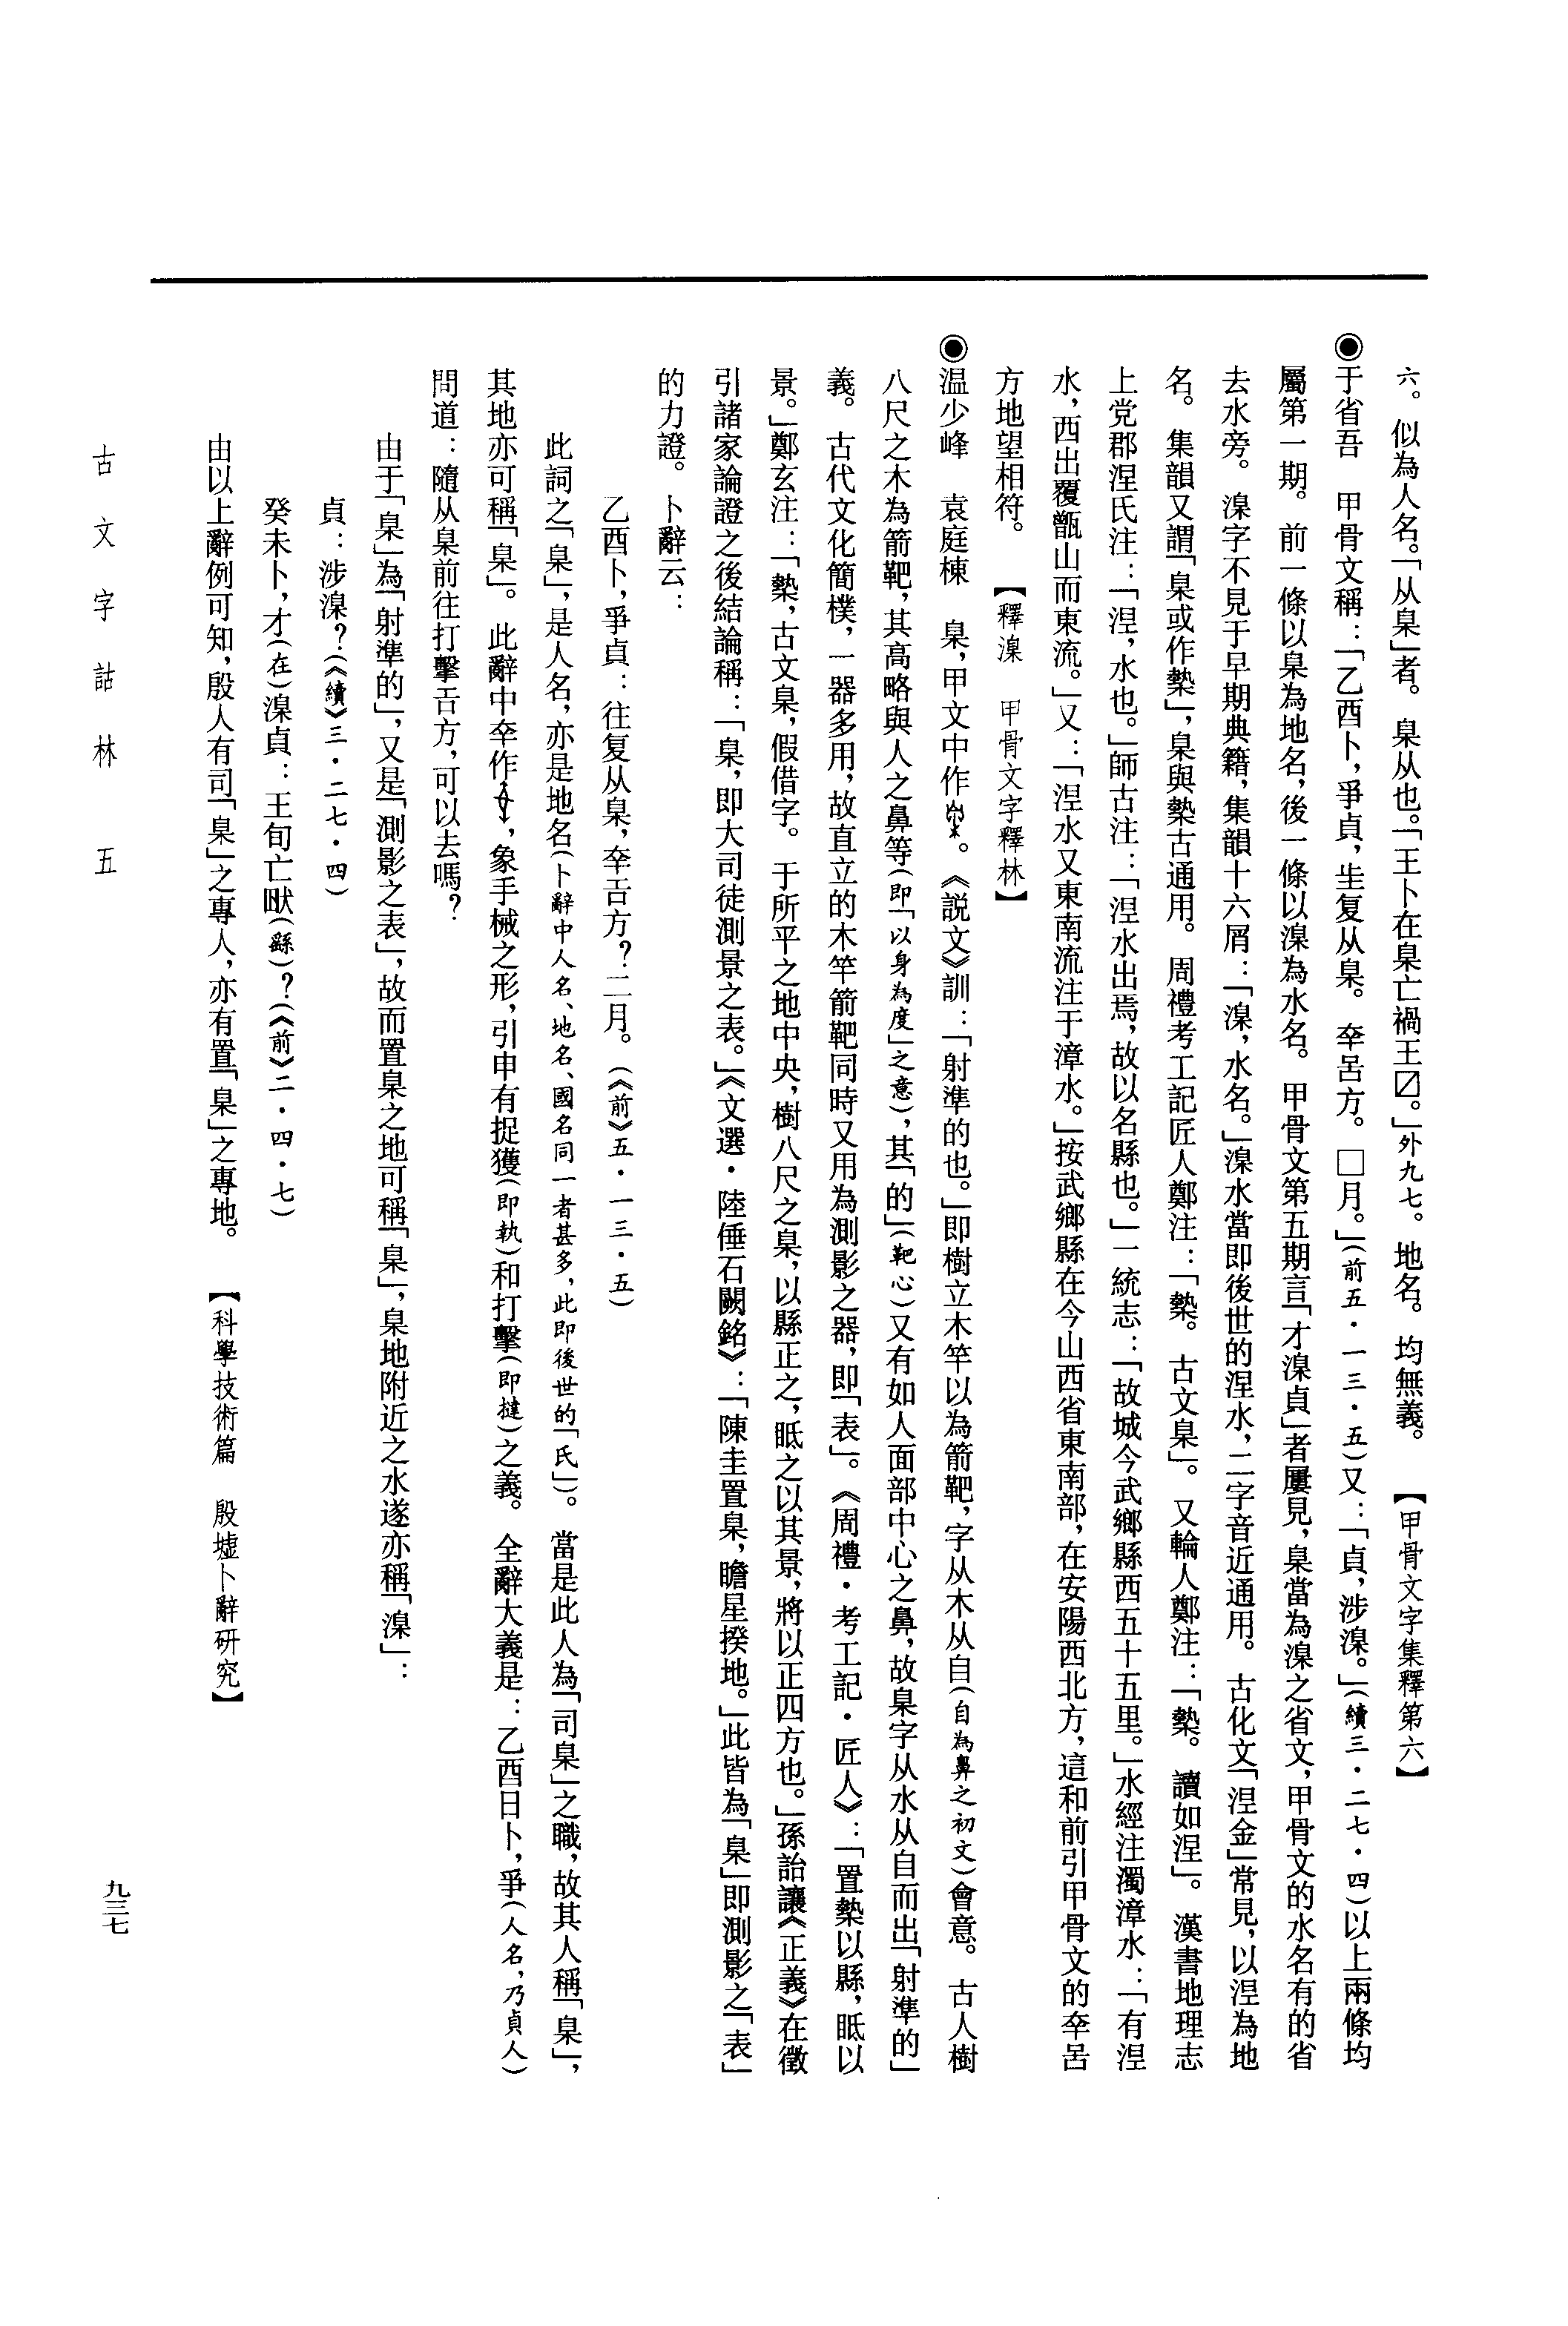 六。似為人名。「从臬」者。臬从也。「王卜在臬亡禍王〼。」外九七。地名。均無義。　【甲骨文字集釋第六】
◉于省吾　甲骨文稱：「乙酉卜，爭貞，㞷复从臬。㚔𠮷方。□月。」（前五·一三·五）又：「貞，涉湶。」（續三·二七·四）以上兩條均
屬第一期。前一條以臬為地名，後一條以湶為水名。甲骨文第五期言「才湶貞」者屢見，臬當為湶之省文，甲骨文的水名有的省
去水旁。湶字不見于早期典籍，集韻十六屑：「湶，水名。」湶水當即後世的涅水，二字音近通用。古化文「涅金」常見，以涅為地
名。集韻又謂「臬或作槷」，臬與槷古通用。周禮考工記匠人鄭注：「槷。古文臬」。又輪人鄭注：「槷。讀如涅」。漢書地理志
上党郡涅氏注：「涅，水也。」師古注：「涅水出焉，故以名縣也。」一統志：「故城今武鄉縣西五十五里。」水經注濁漳水：「有涅
水，西出覆甑山而東流。」又：「涅水又東南流注于漳水。」按武鄉縣在今山西省東南部，在安陽西北方，這和前引甲骨文的㚔𠮷
方地望相符。　【釋湶　甲骨文字釋林】
◉温少峰　袁庭棟　臬，甲文中作。《説文》訓：「射準的也。」即樹立木竿以為箭靶，字从木从自（自為鼻之初文）會意。古人樹
八尺之木為箭靶，其高略與人之鼻等（即「以身為度」之意），其「的」（靶心）又有如人面部中心之鼻，故臬字从水从自而出「射準的」
義。古代文化簡樸，一器多用，故直立的木竿箭靶同時又用為測影之器，即「表」。《周禮·考工記·匠人》：「置槷以縣，眡以
景。」鄭玄注：「槷，古文臬，假借字。于所平之地中央，樹八尺之臬，以縣正之，眡之以其景，將以正四方也。」孫詒讓《正義》在徵
引諸家論證之後結論稱：「臬，即大司徒測景之表。」《文選·陸倕石闕銘》：「陳圭置臬，瞻星揆地。」此皆為「臬」即測影之「表」
的力證。卜辭云：
乙酉卜，爭貞：往复从臬，㚔𠮷方？二月。（《前》五·一三·五）
此詞之「臬」，是人名，亦是地名（卜辭中人名、地名、國名同一者甚多，此即後世的「氏」）。當是此人為「司臬」之職，故其人稱「臬」，
其地亦可稱「臬」。此辭中㚔作，象手械之形，引申有捉獲（即執）和打擊（即撻）之義。全辭大義是：乙酉日卜，爭（人名，乃貞人）
問道：隨从臬前往打擊𠮷方，可以去嗎？
由于「臬」為「射準的」，又是「測影之表」，故而置臬之地可稱「臬」，臬地附近之水遂亦稱「湶」：
貞：涉湶？（《續》三·二七·四）
癸未卜，才（在）湶貞：王旬亡𤞤（繇）？（《前》二·四·七）
由以上辭例可知，殷人有司「臬」之專人，亦有置「臬」之專地。　【科學技術篇　殷墟卜辭研究】
古文字詁林　五
九三七